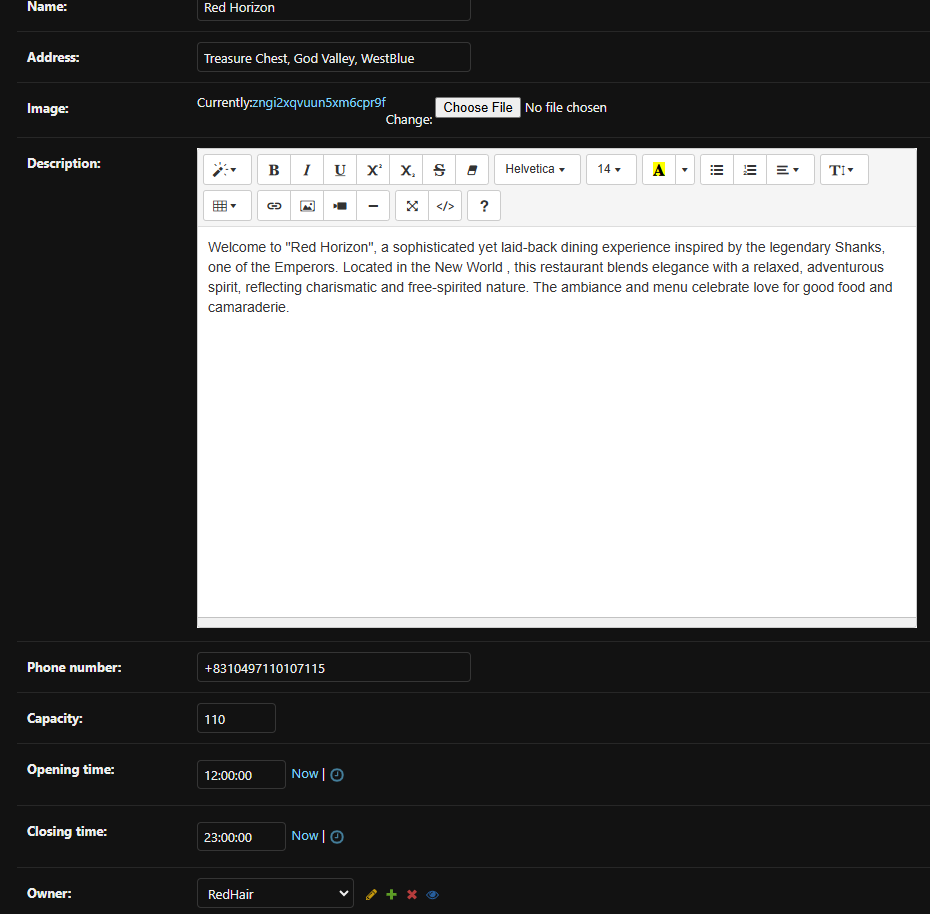 Name: Red Horizon
Address: Treasure Chest, God Valley, WestBlue
Image: Currently:zngi2xqvuun5xm6cpr9f
Change: Choose File No file chosen
Description:
B I U X² X₂ S Helvetica 14 A T
</> ?
Welcome to "Red Horizon", a sophisticated yet laid-back dining experience inspired by the legendary Shanks,
one of the Emperors. Located in the New World , this restaurant blends elegance with a relaxed, adventurous
spirit, reflecting charismatic and free-spirited nature. The ambiance and menu celebrate love for good food and
camaraderie.
Phone number: +8310497110107115
Capacity: 110
Opening time: 12:00:00 Now |
Closing time: 23:00:00 Now |
Owner: RedHair